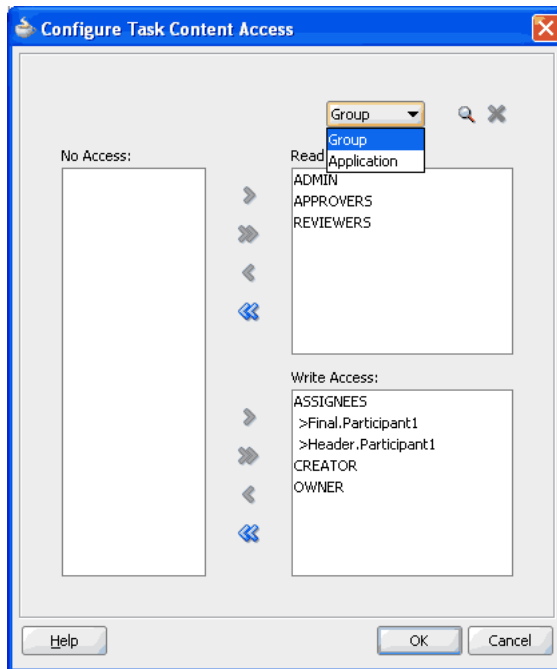 Configure Task Content Access
Group
Group
Application
No Access:
Read
ADMIN
APPROVERS
REVIEWERS
Write Access:
ASSIGNEES
>Final.Participant1
>Header.Participant1
CREATOR
OWNER
Help
OK
Cancel